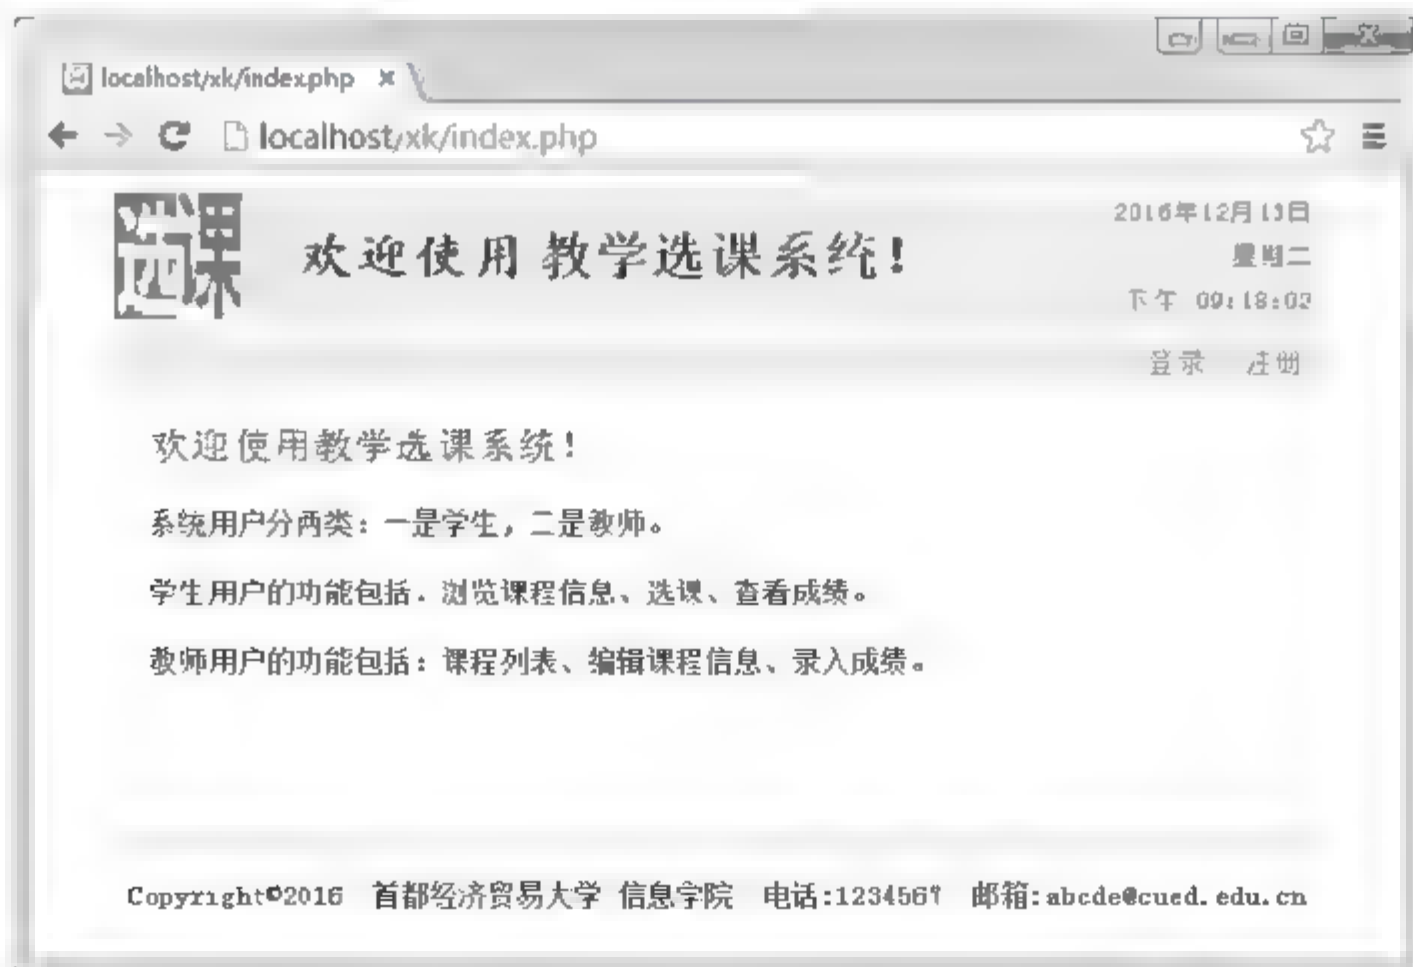 localhost/xk/index.php
localhost/xk/index.php
选课
欢迎使用 教学选课系统!
2016年12月13日
星期二
下午 09:18:02
登录 注册
欢迎使用教学选课系统!
系统用户分两类：一是学生，二是教师。
学生用户的功能包括．浏览课程信息、选课、查看成绩。
教师用户的功能包括：课程列表、编辑课程信息、录入成绩。
Copyright©2016 首都经济贸易大学 信息学院 电话:1234567 邮箱:abcde@cued.edu.cn